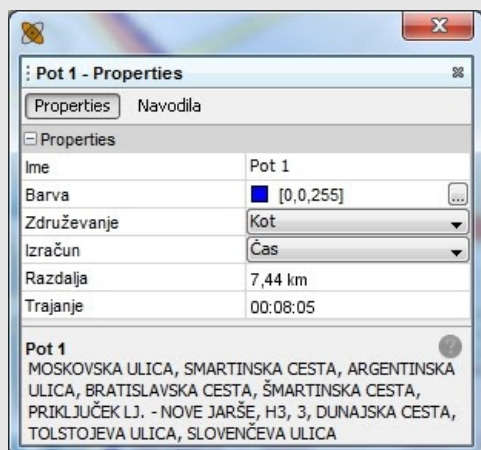 Pot 1 - Properties
Properties Navodila
Properties
Ime Pot 1
Barva [0,0,255] ...
Združevanje Kot
Izračun Čas
Razdalja 7,44 km
Trajanje 00:08:05
Pot 1
MOSKOVSKA ULICA, SMARTINSKA CESTA, ARGENTINSKA
ULICA, BRATISLAVSKA CESTA, ŠMARTINSKA CESTA,
PRIKLJUČEK LJ. - NOVE JARŠE, H3, 3, DUNAJSKA CESTA,
TOLSTOJEVA ULICA, SLOVENČEVA ULICA